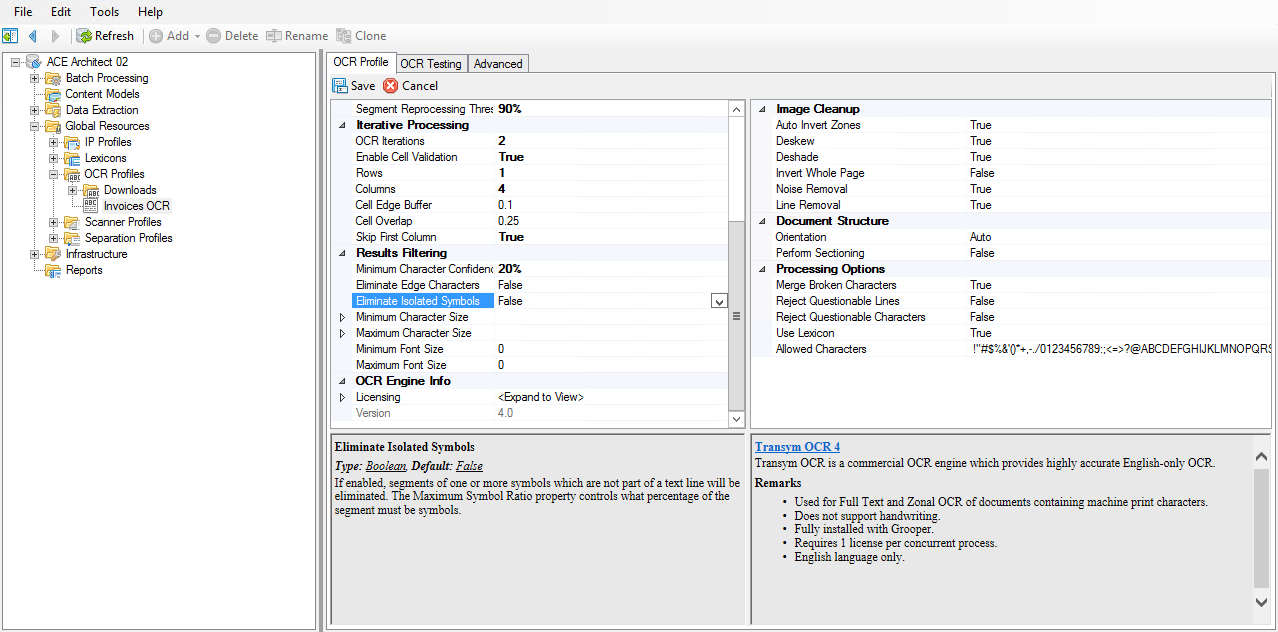 File Edit Tools Help
Refresh Add Delete Rename Clone
ACE Architect 02
Batch Processing
Content Models
Data Extraction
Global Resources
IP Profiles
Lexicons
OCR Profiles
Downloads
Invoices OCR
Scanner Profiles
Separation Profiles
Infrastructure
Reports
OCR Profile OCR Testing Advanced
Save Cancel
Segment Reprocessing Thres 90%
Iterative Processing
OCR Iterations 2
Enable Cell Validation True
Rows 1
Columns 4
Cell Edge Buffer 0.1
Cell Overlap 0.25
Skip First Column True
Results Filtering
Minimum Character Confidenc 20%
Eliminate Edge Characters False
Eliminate Isolated Symbols False
Minimum Character Size
Maximum Character Size
Minimum Font Size 0
Maximum Font Size 0
OCR Engine Info
Licensing <Expand to View>
Version 4.0
Image Cleanup
Auto Invert Zones True
Deskew True
Deshade True
Invert Whole Page False
Noise Removal True
Line Removal True
Document Structure
Orientation Auto
Perform Sectioning False
Processing Options
Merge Broken Characters True
Reject Questionable Lines False
Reject Questionable Characters False
Use Lexicon True
Allowed Characters !"#$%&'()*+,-./0123456789:;<=>?@ABCDEFGHIJKLMNOPQRS
Eliminate Isolated Symbols
Type: Boolean, Default: False
If enabled, segments of one or more symbols which are not part of a text line will be
eliminated. The Maximum Symbol Ratio property controls what percentage of the
segment must be symbols.
Transym OCR 4
Transym OCR is a commercial OCR engine which provides highly accurate English-only OCR.
Remarks
• Used for Full Text and Zonal OCR of documents containing machine print characters.
• Does not support handwriting.
• Fully installed with Grooper.
• Requires 1 license per concurrent process.
• English language only.